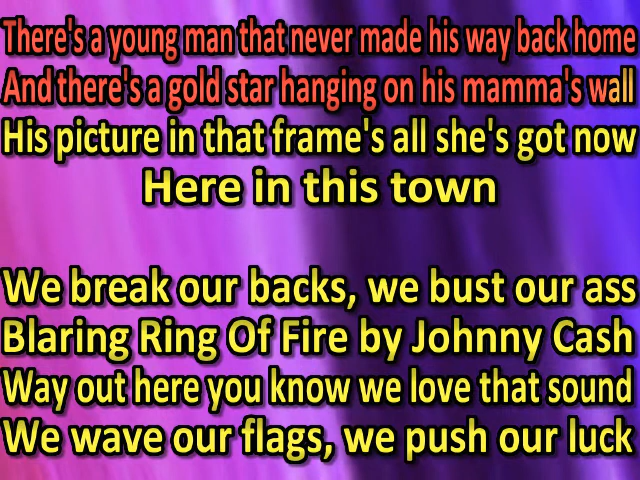 There's a young man that never made his way back home
And there's a gold star hanging on his mamma's wall
His picture in that frame's all she's got now
Here in this town
We break our backs, we bust our ass
Blaring Ring Of Fire by Johnny Cash
Way out here you know we love that sound
We wave our flags, we push our luck